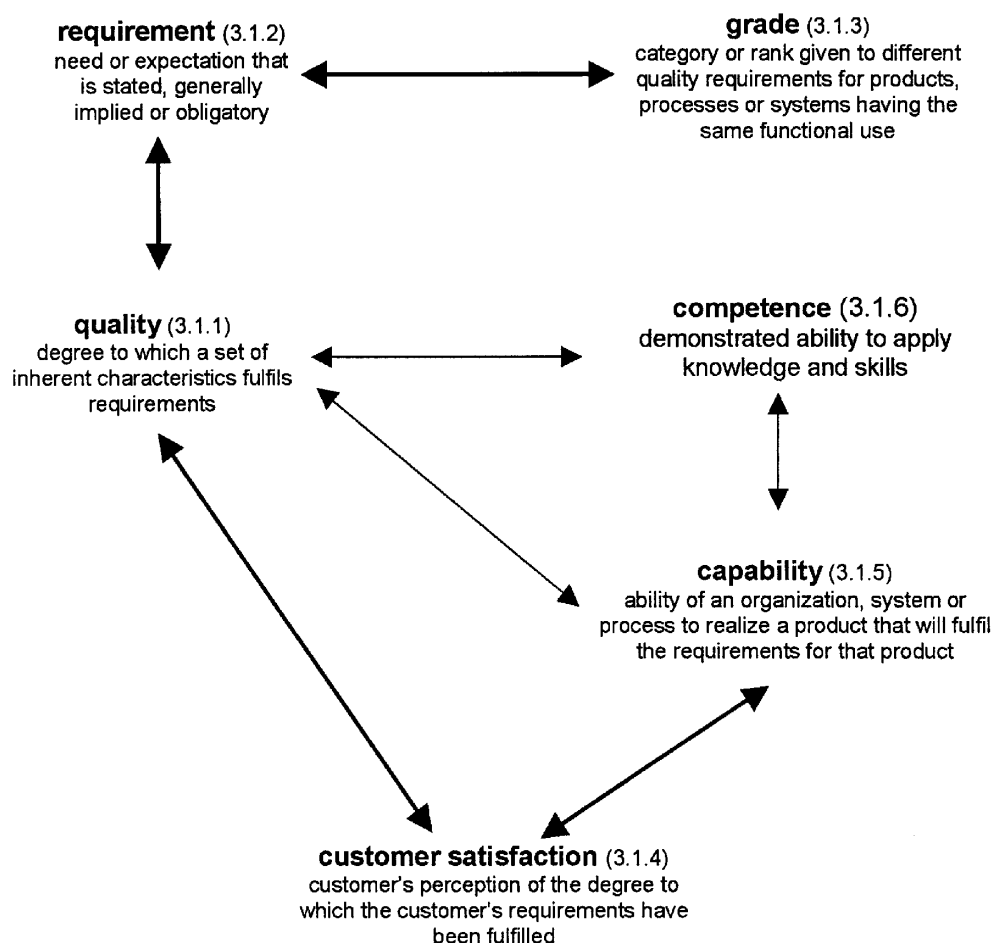 requirement (3.1.2)
need or expectation that
is stated, generally
implied or obligatory
grade (3.1.3)
category or rank given to different
quality requirements for products,
processes or systems having the
same functional use
quality (3.1.1)
degree to which a set of
inherent characteristics fulfils
requirements
competence (3.1.6)
demonstrated ability to apply
knowledge and skills
capability (3.1.5)
ability of an organization, system or
process to realize a product that will fulfil
the requirements for that product
customer satisfaction (3.1.4)
customer's perception of the degree to
which the customer's requirements have
been fulfilled